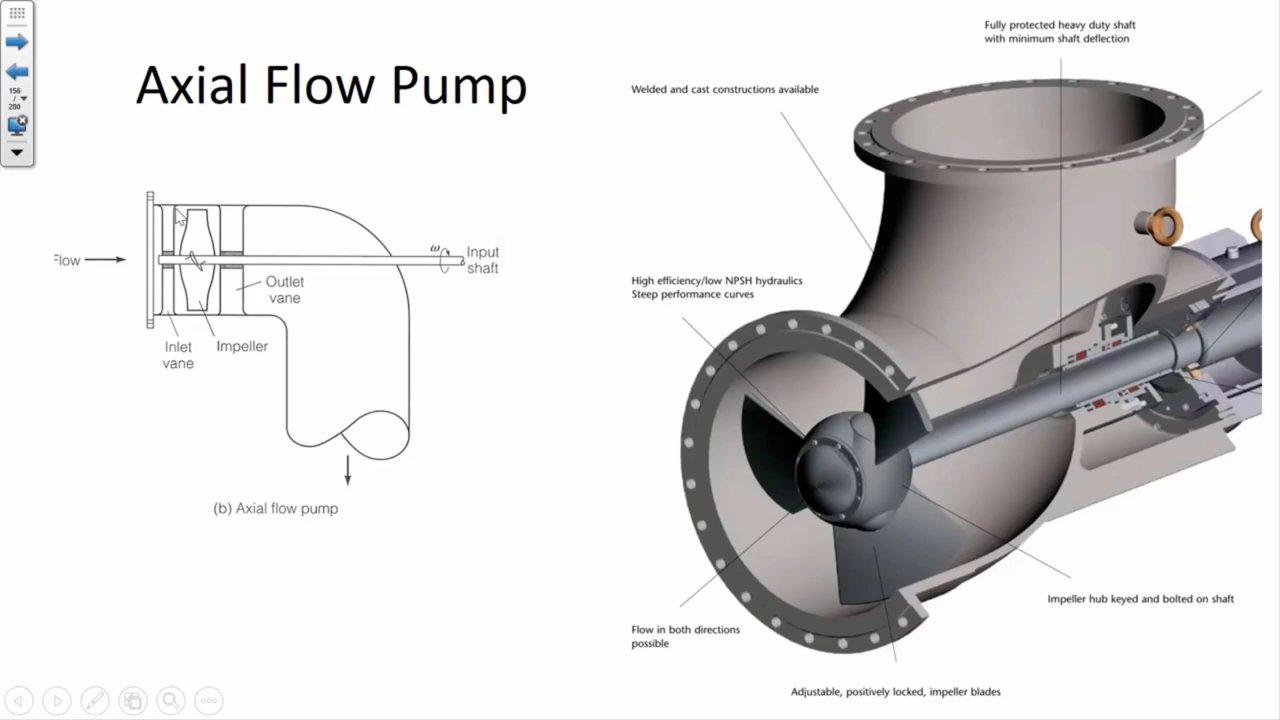 156
/
280
Axial Flow Pump
Flow
ω
Input
shaft
Outlet
vane
Inlet
vane
Impeller
(b) Axial flow pump
Fully protected heavy duty shaft
with minimum shaft deflection
Welded and cast constructions available
High efficiency/low NPSH hydraulics
Steep performance curves
Impeller hub keyed and bolted on shaft
Flow in both directions
possible
Adjustable, positively locked, impeller blades